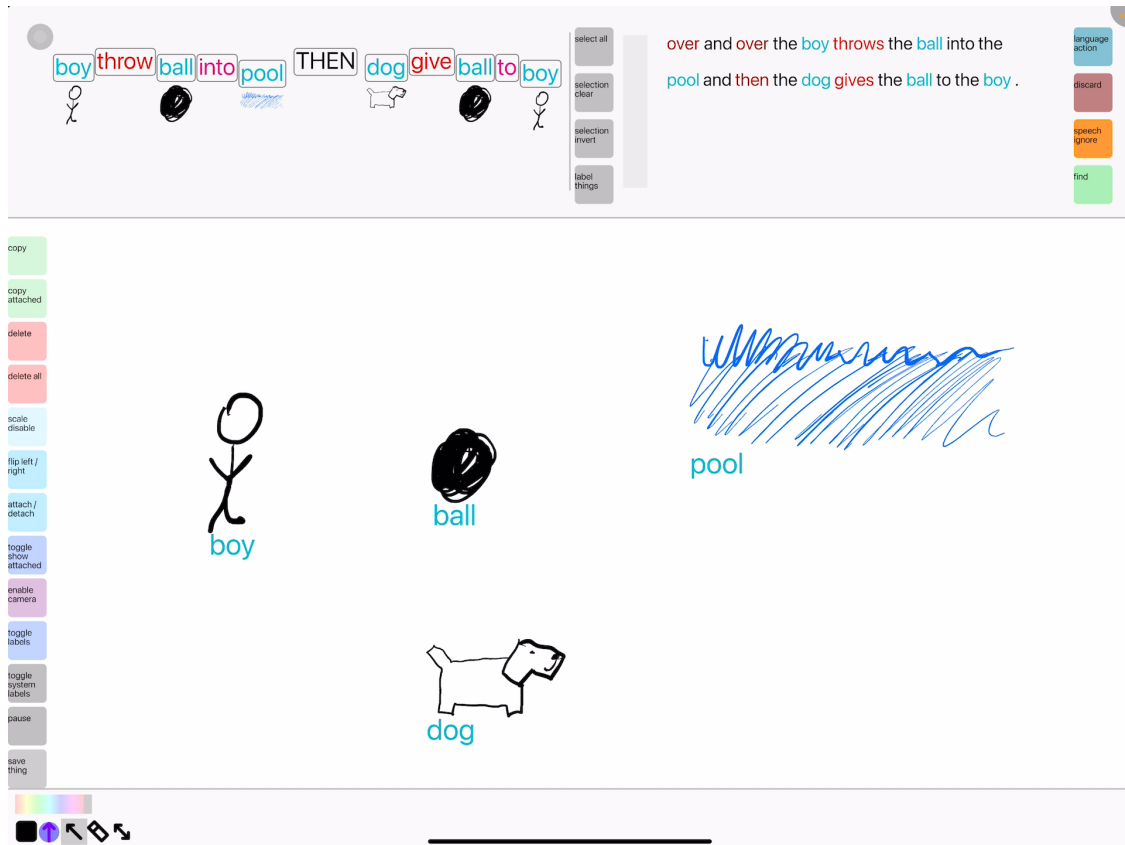 boy throw ball into pool THEN dog give ball to boy
select all
selection
clear
selection
invert
label
things
over and over the boy throws the ball into the
pool and then the dog gives the ball to the boy .
language
action
discard
speech
ignore
find
copy
copy
attached
delete
delete all
scale
disable
flip left /
right
attach /
detach
toggle
show
attached
enable
camera
toggle
labels
toggle
system
labels
pause
save
thing
pool
ball
boy
dog